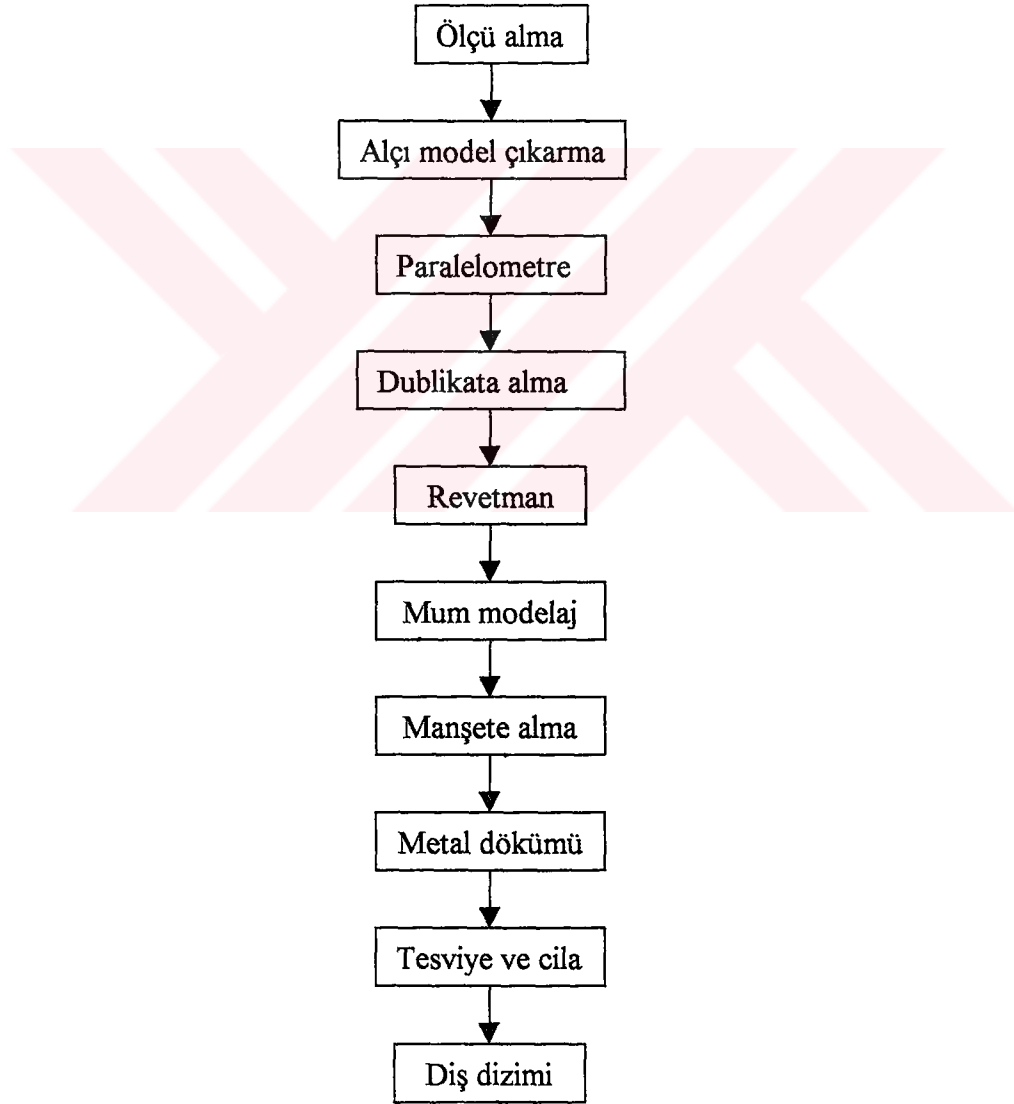 Ölçü alma
Alçı model çıkarma
Paralelometre
Dublikata alma
Revetman
Mum modelaj
Manşete alma
Metal dökümü
Tesviye ve cila
Diş dizimi